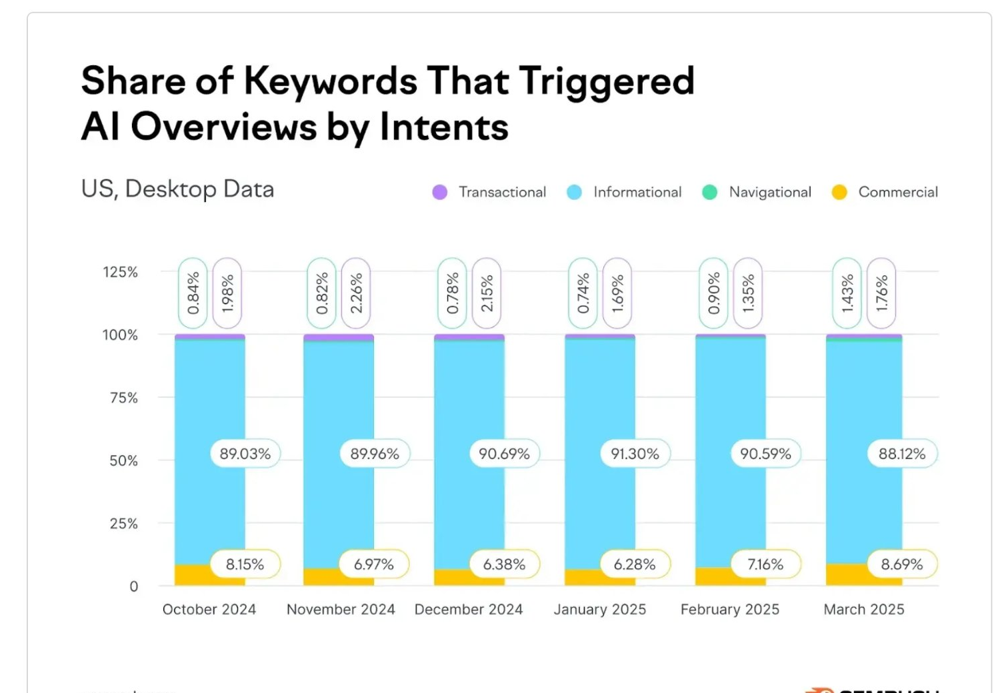 Share of Keywords That Triggered
AI Overviews by Intents
US, Desktop Data
Transactional
Informational
Navigational
Commercial
125%
0.84%
1.98%
0.82%
2.26%
0.78%
2.15%
0.74%
1.69%
0.90%
1.35%
1.43%
1.76%
100%
75%
89.03%
89.96%
90.69%
91.30%
90.59%
88.12%
50%
25%
8.15%
6.97%
6.38%
6.28%
7.16%
8.69%
0
October 2024
November 2024
December 2024
January 2025
February 2025
March 2025